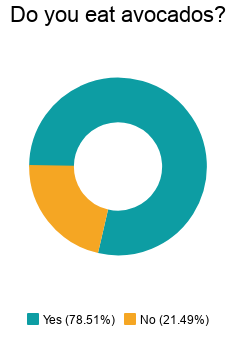 Do you eat avocados?
Yes (78.51%) No (21.49%)